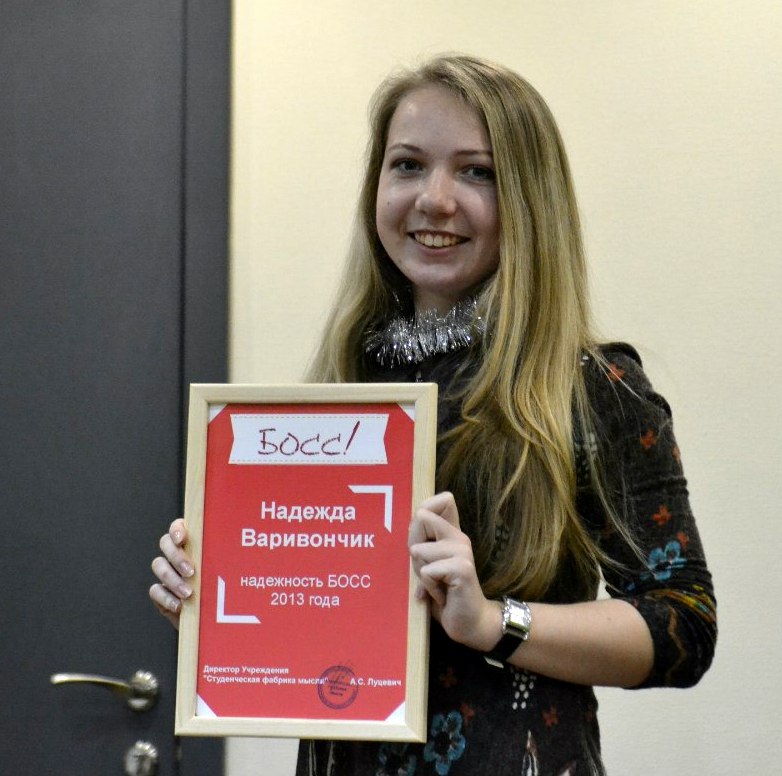 БОСС!
Надежда
Варивончик
надежность БОСС
2013 года
Директор Учреждения
"Студенческая фабрика мысли" А.С. Луцевич